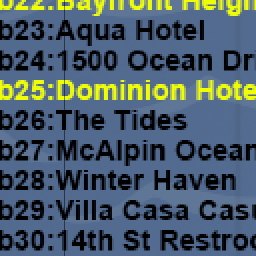 b22:Bayfront Heigh
b23:Aqua Hotel
b24:1500 Ocean Dri
b25:Dominion Hote
b26:The Tides
b27:McAlpin Ocean
b28:Winter Haven
b29:Villa Casa Casu
b30:14th St Restroo